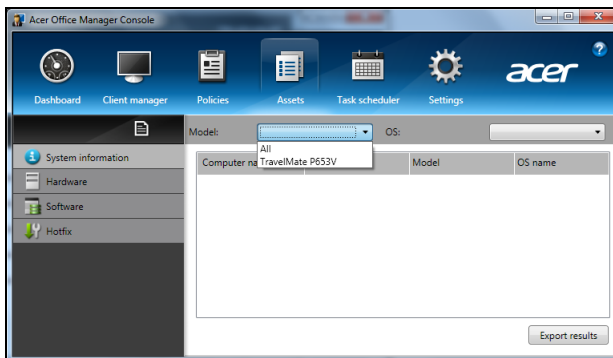 Acer Office Manager Console
?
acer
Dashboard
Client manager
Policies
Assets
Task scheduler
Settings
Model:
OS:
All
TravelMate P653V
System information
Hardware
Software
Hotfix
Computer na
Model
OS name
Export results